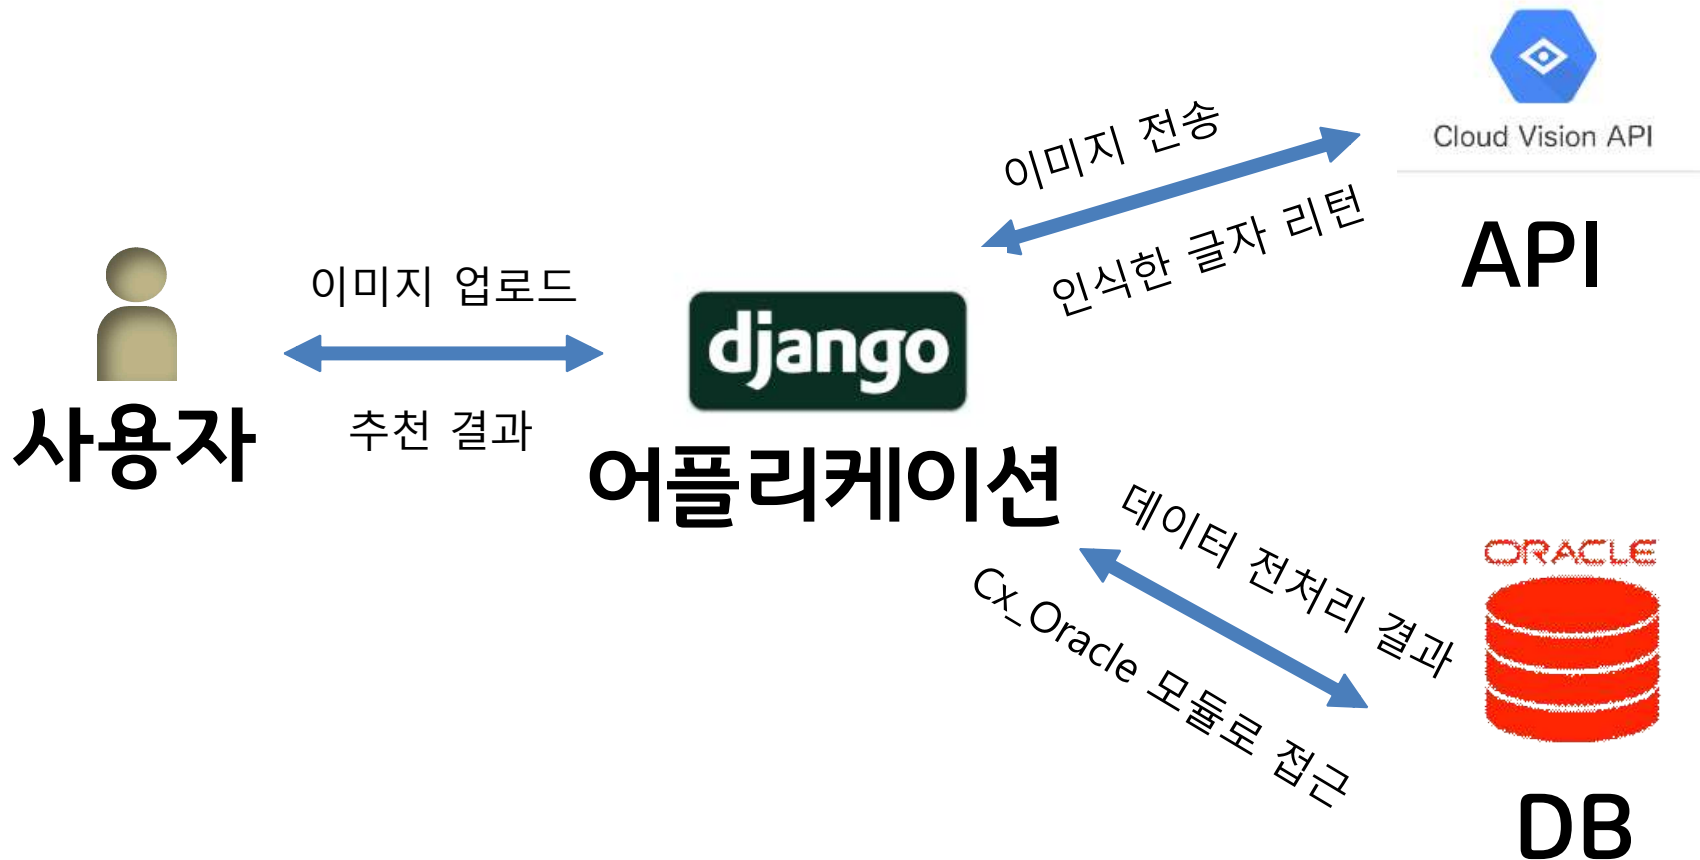 이미지 업로드
추천 결과
사용자
django
어플리케이션
이미지 전송
인식한 글자 리턴
Cloud Vision API
API
데이터 전처리 결과
Cx_Oracle 모듈로 접근
ORACLE
DB